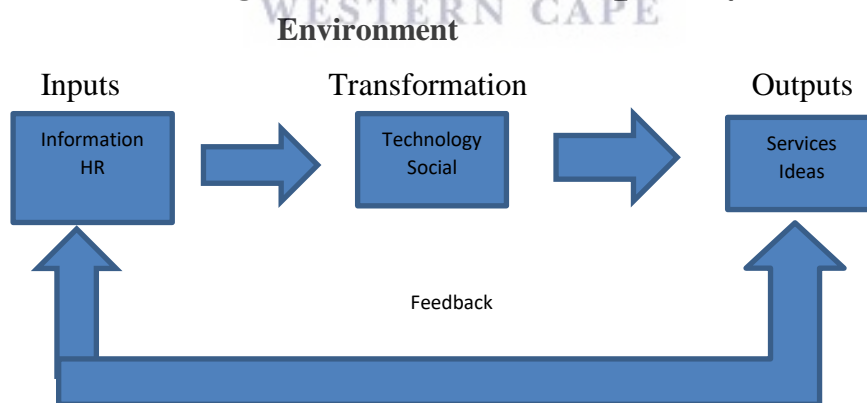 WESTERN CAPE
Environment
Inputs Transformation Outputs
Information
HR
Technology
Social
Services
Ideas
Feedback